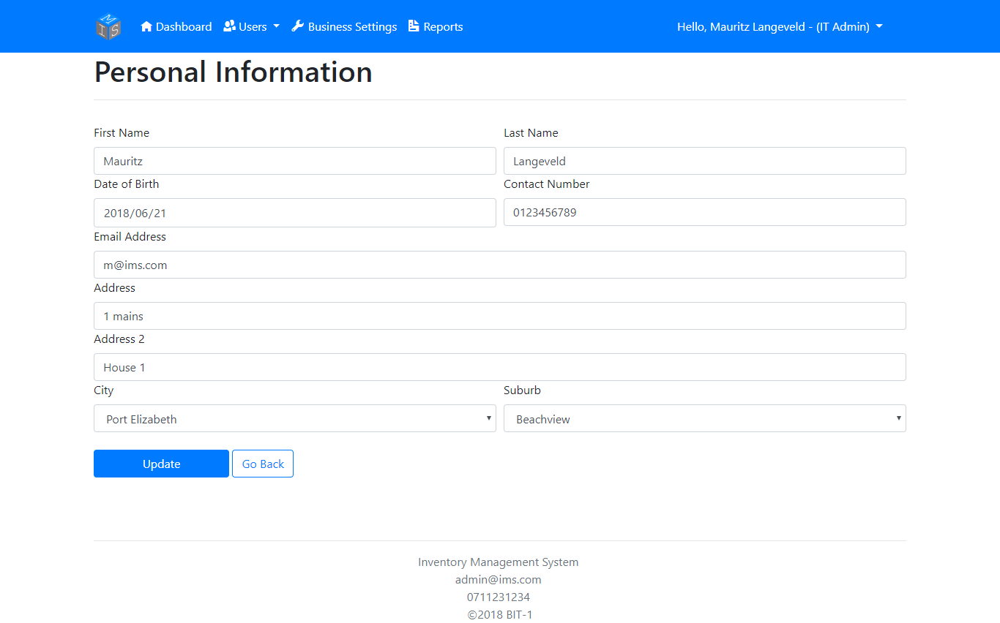 MIS Dashboard Users Business Settings Reports Hello, Mauritz Langeveld - (IT Admin)
Personal Information
First Name Last Name
Mauritz Langeveld
Date of Birth Contact Number
2018/06/21 0123456789
Email Address
m@ims.com
Address
1 mains
Address 2
House 1
City Suburb
Port Elizabeth Beachview
Update Go Back
Inventory Management System
admin@ims.com
0711231234
©2018 BIT-1